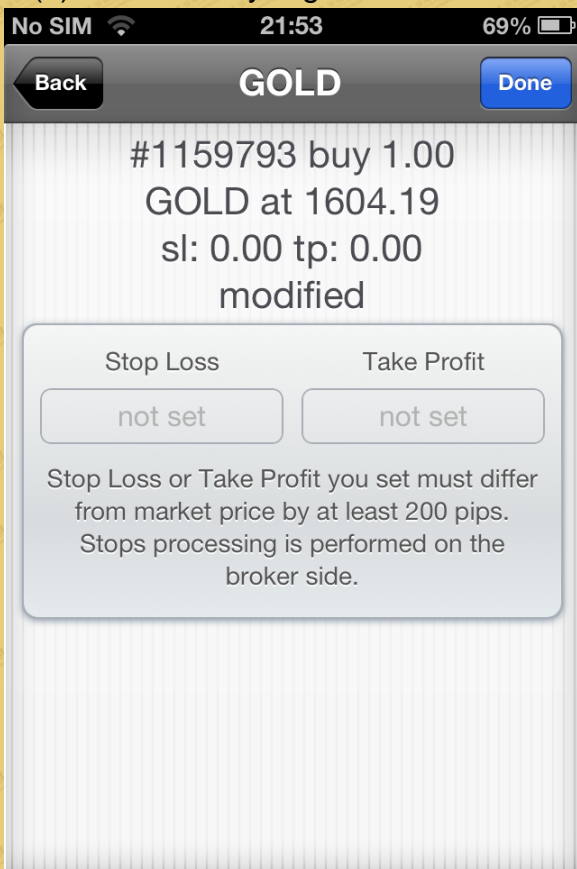 No SIM 21:53 69%
Back GOLD Done
#1159793 buy 1.00
GOLD at 1604.19
sl: 0.00 tp: 0.00
modified
Stop Loss Take Profit
not set not set
Stop Loss or Take Profit you set must differ
from market price by at least 200 pips.
Stops processing is performed on the
broker side.